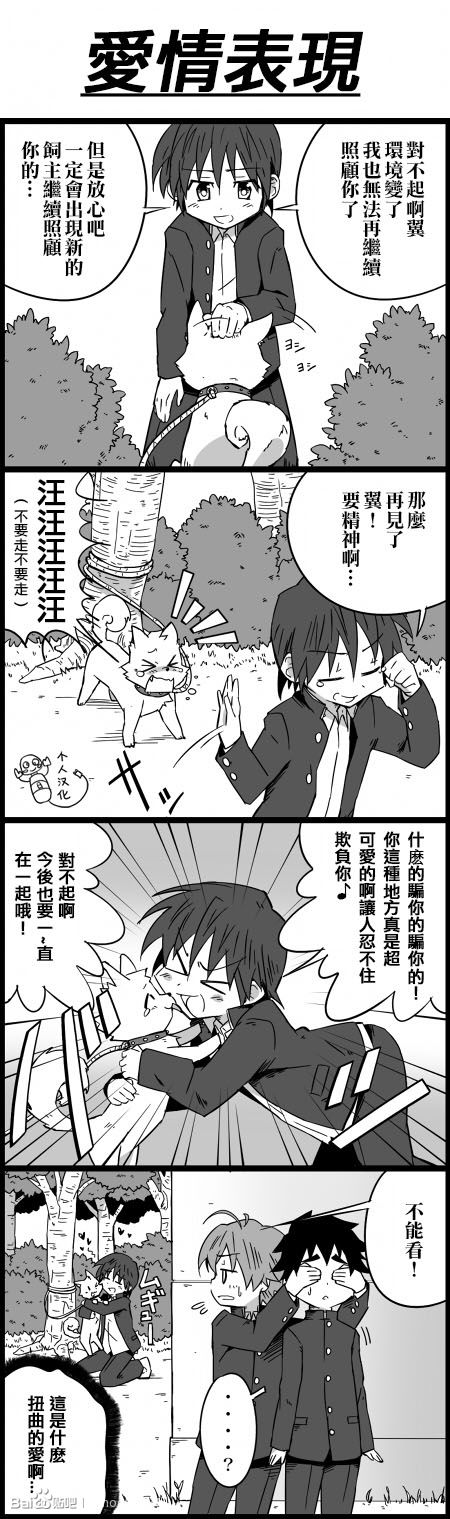 愛情表現
對不起啊翼
環境變了
我也無法再繼續
照顧你了
但是放心吧
一定會出現新的
飼主繼續照顧
你的…
ヨシ
ヨシ
那麼
再見了
翼！
要精神啊…
汪汪汪汪汪
（不要走不要走）
ザッ
个人汉化
什麼的騙你的騙你的！
你這種地方真是超
可愛的啊讓人忍不住
欺負你♪
對不起啊
今後也要一~直
在一起哦！
不能看！
ムギュー
····？
這是什麼
扭曲的愛啊…
Bai 贴吧